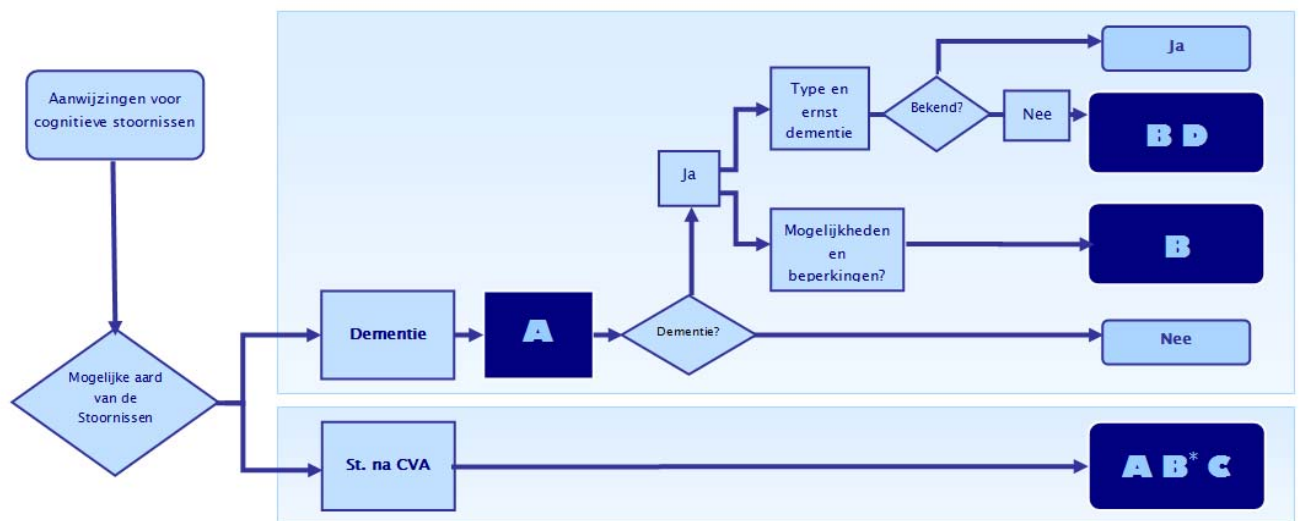 Aanwijzingen voor
cognitieve stoornissen
Mogelijke aard
van de
Stoornissen
Dementie
A
Dementie?
Ja
Type en
ernst
dementie
Bekend?
Ja
Nee
B D
Mogelijkheden
en
beperkingen?
B
Nee
St. na CVA
A B* C